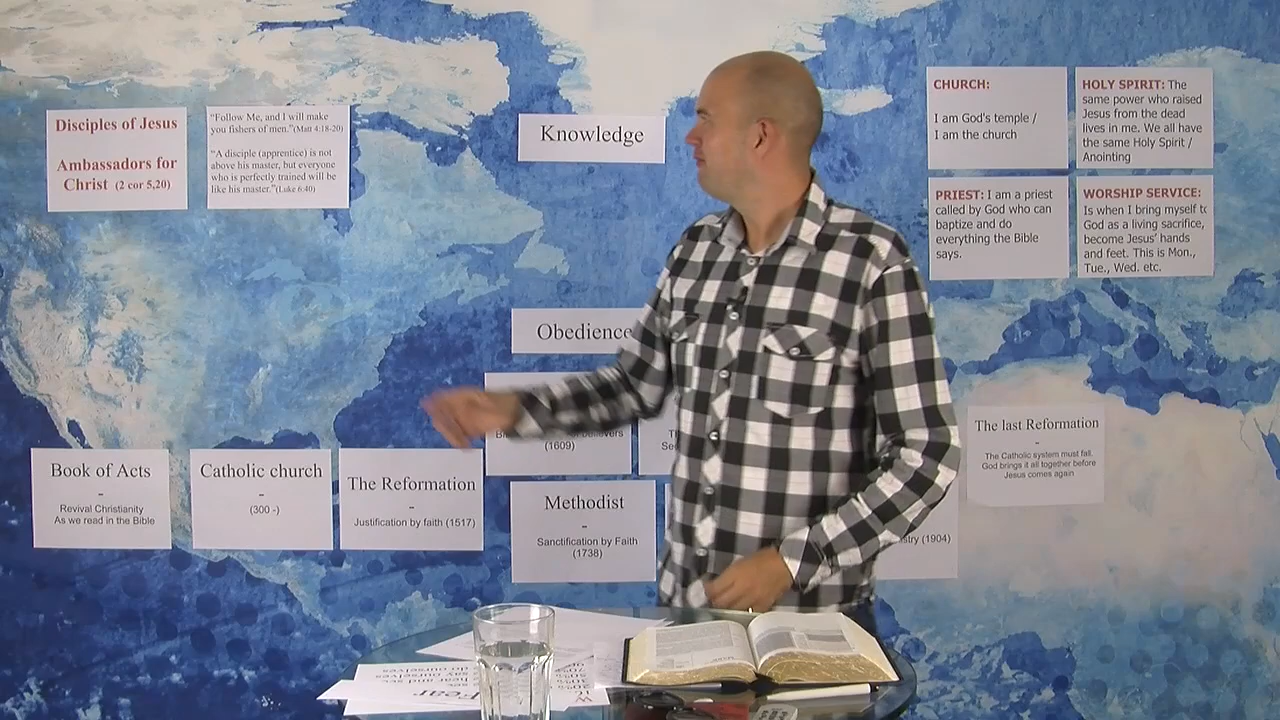 Disciples of Jesus
Ambassadors for
Christ (2 cor 5,20)
"Follow Me, and I will make
you fishers of men."(Matt 4:18-20)
"A disciple (apprentice) is not
above his master, but everyone
who is perfectly trained will be
like his master."(Luke 6:40)
Knowledge
CHURCH:
I am God's temple /
I am the church
HOLY SPIRIT: The
same power who raised
Jesus from the dead
lives in me. We all have
the same Holy Spirit /
Anointing
PRIEST: I am a priest
called by God who can
baptize and do
everything the Bible
says.
WORSHIP SERVICE:
Is when I bring myself to
God as a living sacrifice,
become Jesus' hands
and feet. This is Mon.,
Tue., Wed. etc.
Obedience
believers
(1609)
Book of Acts
-
Revival Christianity
As we read in the Bible
Catholic church
-
(300 -)
The Reformation
-
Justification by faith (1517)
Methodist
-
Sanctification by Faith
(1738)
(1904)
The last Reformation
-
The Catholic system must fall.
God brings it all together before
Jesus comes again
Fear
hear and see
say ourselves
do ourselves